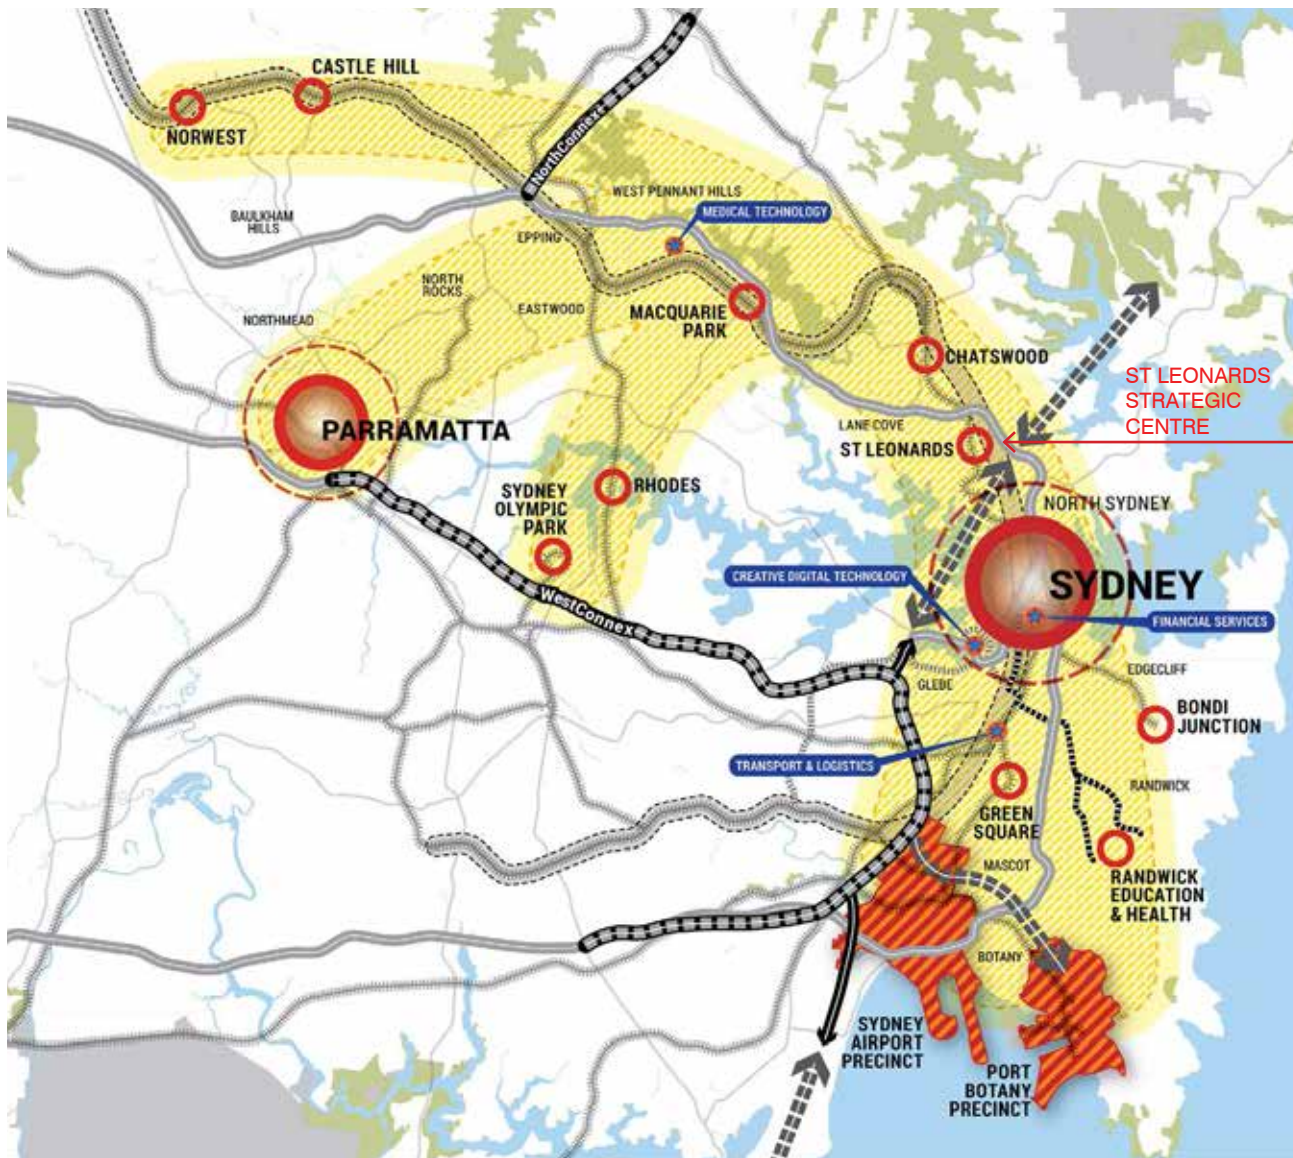 CASTLE HILL
NORWEST
NorthConnex
WEST PENNANT HILLS
MEDICAL TECHNOLOGY
BAULKHAM
HILLS
EPPING
NORTH
ROCKS
EASTWOOD
NORTHMEAD
MACQUARIE
PARK
CHATSWOOD
ST LEONARDS
STRATEGIC
CENTRE
PARRAMATTA
LANE COVE
ST LEONARDS
SYDNEY
OLYMPIC
PARK
RHODES
NORTH SYDNEY
CREATIVE DIGITAL TECHNOLOGY
SYDNEY
WestConnex
FINANCIAL SERVICES
GLEBE
EDGECLIFF
BONDI
JUNCTION
TRANSPORT & LOGISTICS
RANDWICK
GREEN
SQUARE
MASCOT
RANDWICK
EDUCATION
& HEALTH
BOTANY
SYDNEY
AIRPORT
PRECINCT
PORT
BOTANY
PRECINCT